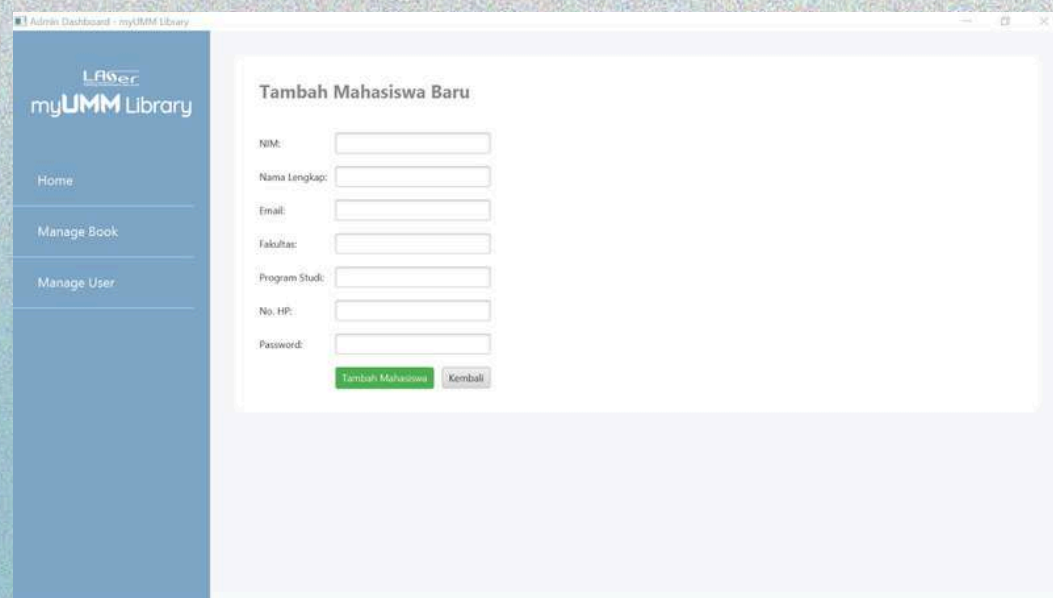 Admin Dashboard - myUMM Library
LASer
myUMM Library
Home
Manage Book
Manage User
Tambah Mahasiswa Baru
NIM:
Nama Lengkap:
Email:
Fakultas:
Program Studi:
No. HP:
Password:
Tambah Mahasiswa
Kembali